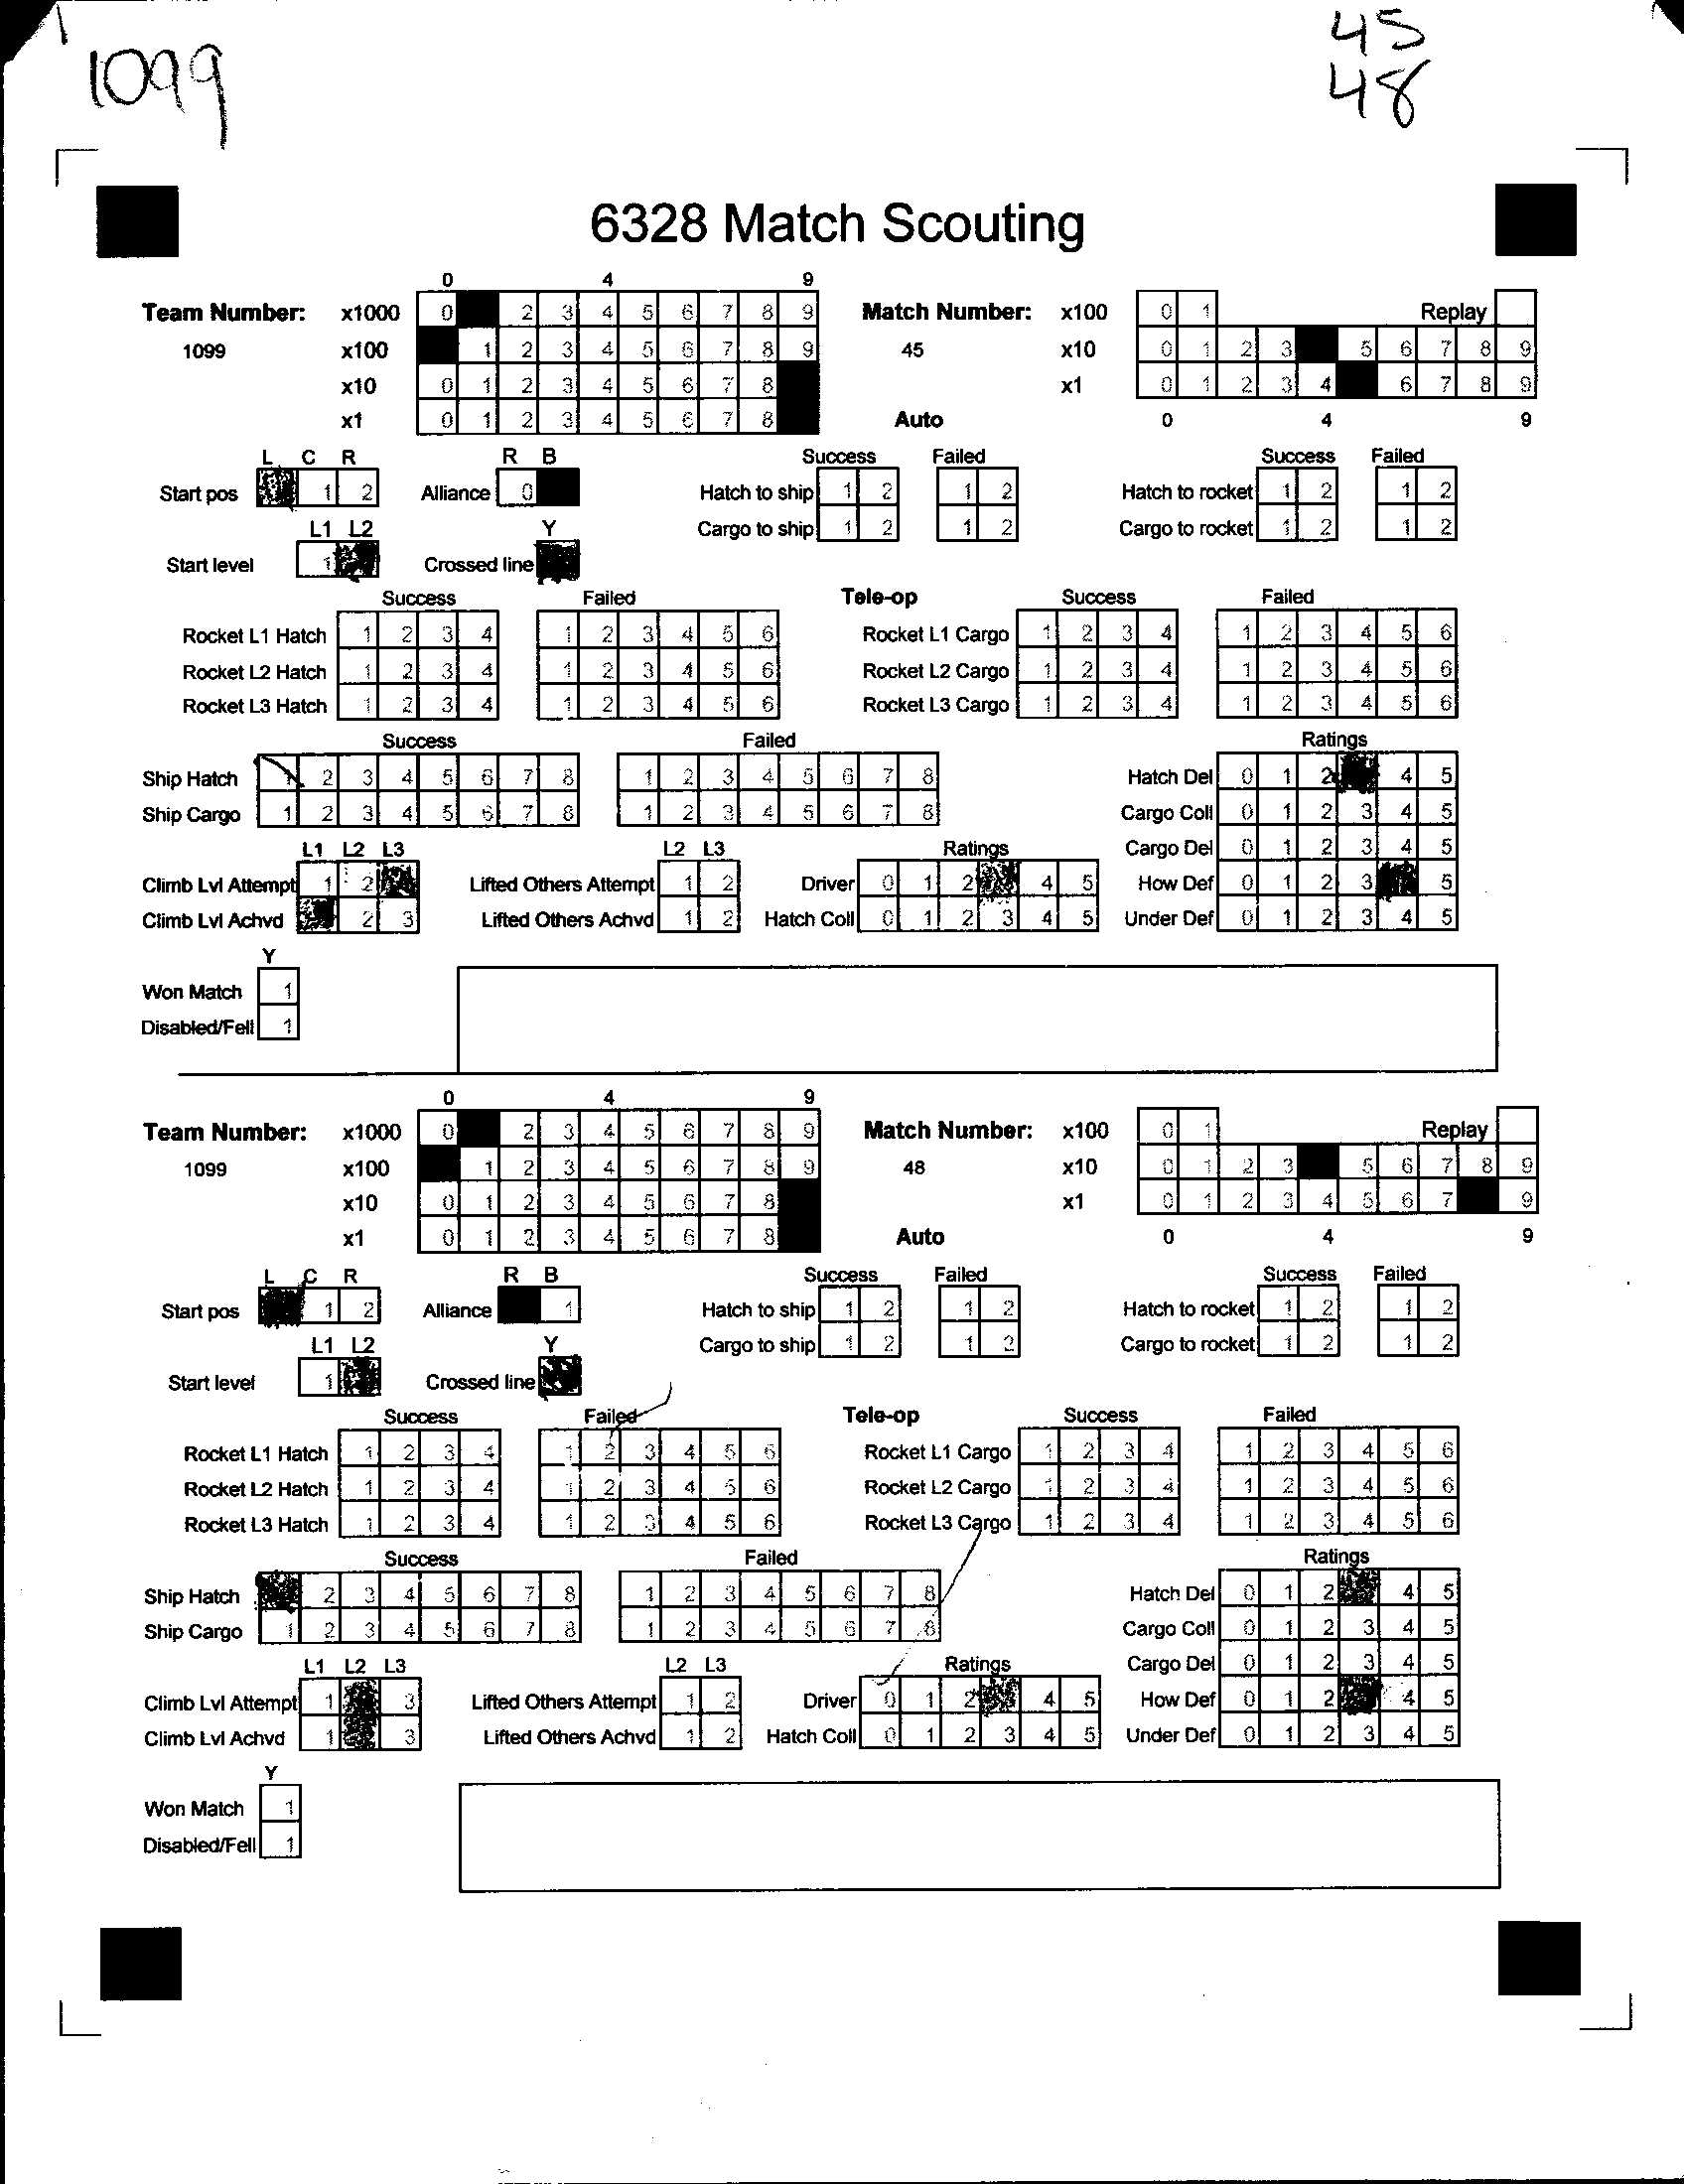 1099
45
48
6328 Match Scouting
0 4 9
Team Number: x1000 0 2 3 4 5 6 7 8 9 Match Number: x100 0 1 Replay
1099 x100 1 2 3 4 5 6 7 8 9 45 x10 0 1 2 3 5 6 7 8 9
x10 0 1 2 3 4 5 6 7 8 x1 0 1 2 3 4 6 7 8 9
x1 0 1 2 3 4 5 6 7 8 Auto 0 4 9
L C R R B Success Failed Success Failed
Start pos 1 2 Alliance 0 Hatch to ship 1 2 1 2 Hatch to rocket 1 2 1 2
L1 L2 Y Cargo to ship 1 2 1 2 Cargo to rocket 1 2 1 2
Start level 1 Crossed line
Success Failed Tele-op Success Failed
Rocket L1 Hatch 1 2 3 4 1 2 3 4 5 6 Rocket L1 Cargo 1 2 3 4 1 2 3 4 5 6
Rocket L2 Hatch 1 2 3 4 1 2 3 4 5 6 Rocket L2 Cargo 1 2 3 4 1 2 3 4 5 6
Rocket L3 Hatch 1 2 3 4 1 2 3 4 5 6 Rocket L3 Cargo 1 2 3 4 1 2 3 4 5 6
Success Failed Ratings
Ship Hatch 1 2 3 4 5 6 7 8 1 2 3 4 5 6 7 8 Hatch Del 0 1 2 4 5
Ship Cargo 1 2 3 4 5 6 7 8 1 2 3 4 5 6 7 8 Cargo Coll 0 1 2 3 4 5
L1 L2 L3 L2 L3 Ratings Cargo Del 0 1 2 3 4 5
Climb Lvl Attempt 1 2 Lifted Others Attempt 1 2 Driver 0 1 2 4 5 How Def 0 1 2 3 5
Climb Lvl Achvd 2 3 Lifted Others Achvd 1 2 Hatch Coll 0 1 2 3 4 5 Under Def 0 1 2 3 4 5
Y
Won Match 1
Disabled/Fell 1
0 4 9
Team Number: x1000 0 2 3 4 5 6 7 8 9 Match Number: x100 0 1 Replay
1099 x100 1 2 3 4 5 6 7 8 9 48 x10 0 1 2 3 5 6 7 8 9
x10 0 1 2 3 4 5 6 7 8 x1 0 1 2 3 4 5 6 7 9
x1 0 1 2 3 4 5 6 7 8 Auto 0 4 9
L C R R B Success Failed Success Failed
Start pos 1 2 Alliance 1 Hatch to ship 1 2 1 2 Hatch to rocket 1 2 1 2
L1 L2 Y Cargo to ship 1 2 1 2 Cargo to rocket 1 2 1 2
Start level 1 Crossed line
Success Failed Tele-op Success Failed
Rocket L1 Hatch 1 2 3 4 1 2 3 4 5 6 Rocket L1 Cargo 1 2 3 4 1 2 3 4 5 6
Rocket L2 Hatch 1 2 3 4 1 2 3 4 5 6 Rocket L2 Cargo 1 2 3 4 1 2 3 4 5 6
Rocket L3 Hatch 1 2 3 4 1 2 3 4 5 6 Rocket L3 Cargo 1 2 3 4 1 2 3 4 5 6
Success Failed Ratings
Ship Hatch 2 3 4 5 6 7 8 1 2 3 4 5 6 7 8 Hatch Del 0 1 2 4 5
Ship Cargo 1 2 3 4 5 6 7 8 1 2 3 4 5 6 7 8 Cargo Coll 0 1 2 3 4 5
L1 L2 L3 L2 L3 Ratings Cargo Del 0 1 2 3 4 5
Climb Lvl Attempt 1 3 Lifted Others Attempt 1 2 Driver 0 1 2 4 5 How Def 0 1 2 4 5
Climb Lvl Achvd 1 3 Lifted Others Achvd 1 2 Hatch Coll 0 1 2 3 4 5 Under Def 0 1 2 3 4 5
Y
Won Match 1
Disabled/Fell 1